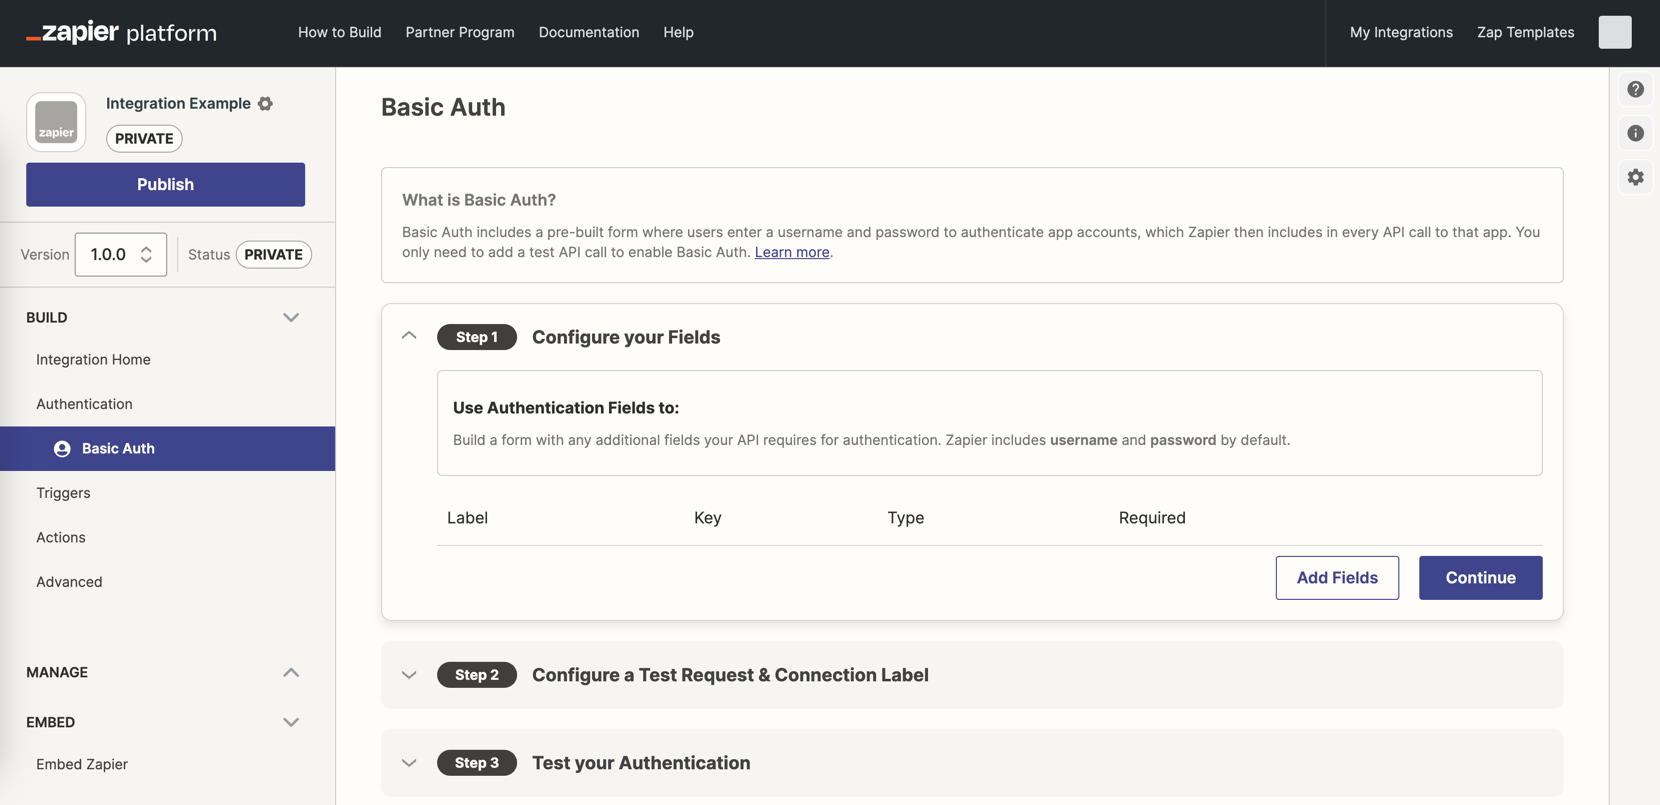 zapier platform
How to Build
Partner Program
Documentation
Help
My Integrations
Zap Templates
zapier
Integration Example
PRIVATE
Publish
Version
1.0.0
Status
PRIVATE
BUILD
Integration Home
Authentication
Basic Auth
Triggers
Actions
Advanced
MANAGE
EMBED
Embed Zapier
Basic Auth
What is Basic Auth?
Basic Auth includes a pre-built form where users enter a username and password to authenticate app accounts, which Zapier then includes in every API call to that app. You
only need to add a test API call to enable Basic Auth. Learn more.
Step 1
Configure your Fields
Use Authentication Fields to:
Build a form with any additional fields your API requires for authentication. Zapier includes username and password by default.
Label
Key
Type
Required
Add Fields
Continue
Step 2
Configure a Test Request & Connection Label
Step 3
Test your Authentication